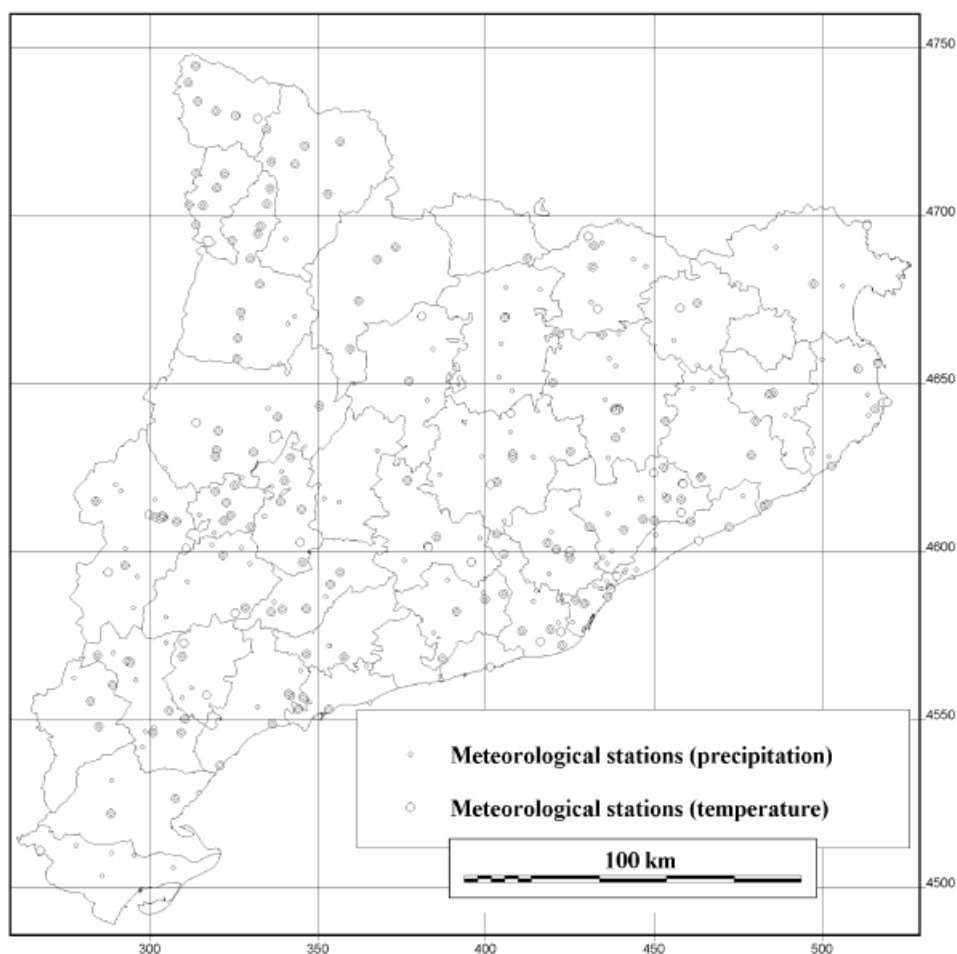 4750
4700
4650
4600
4550
Meteorological stations (precipitation)
Meteorological stations (temperature)
100 km
4500
300 350 400 450 500